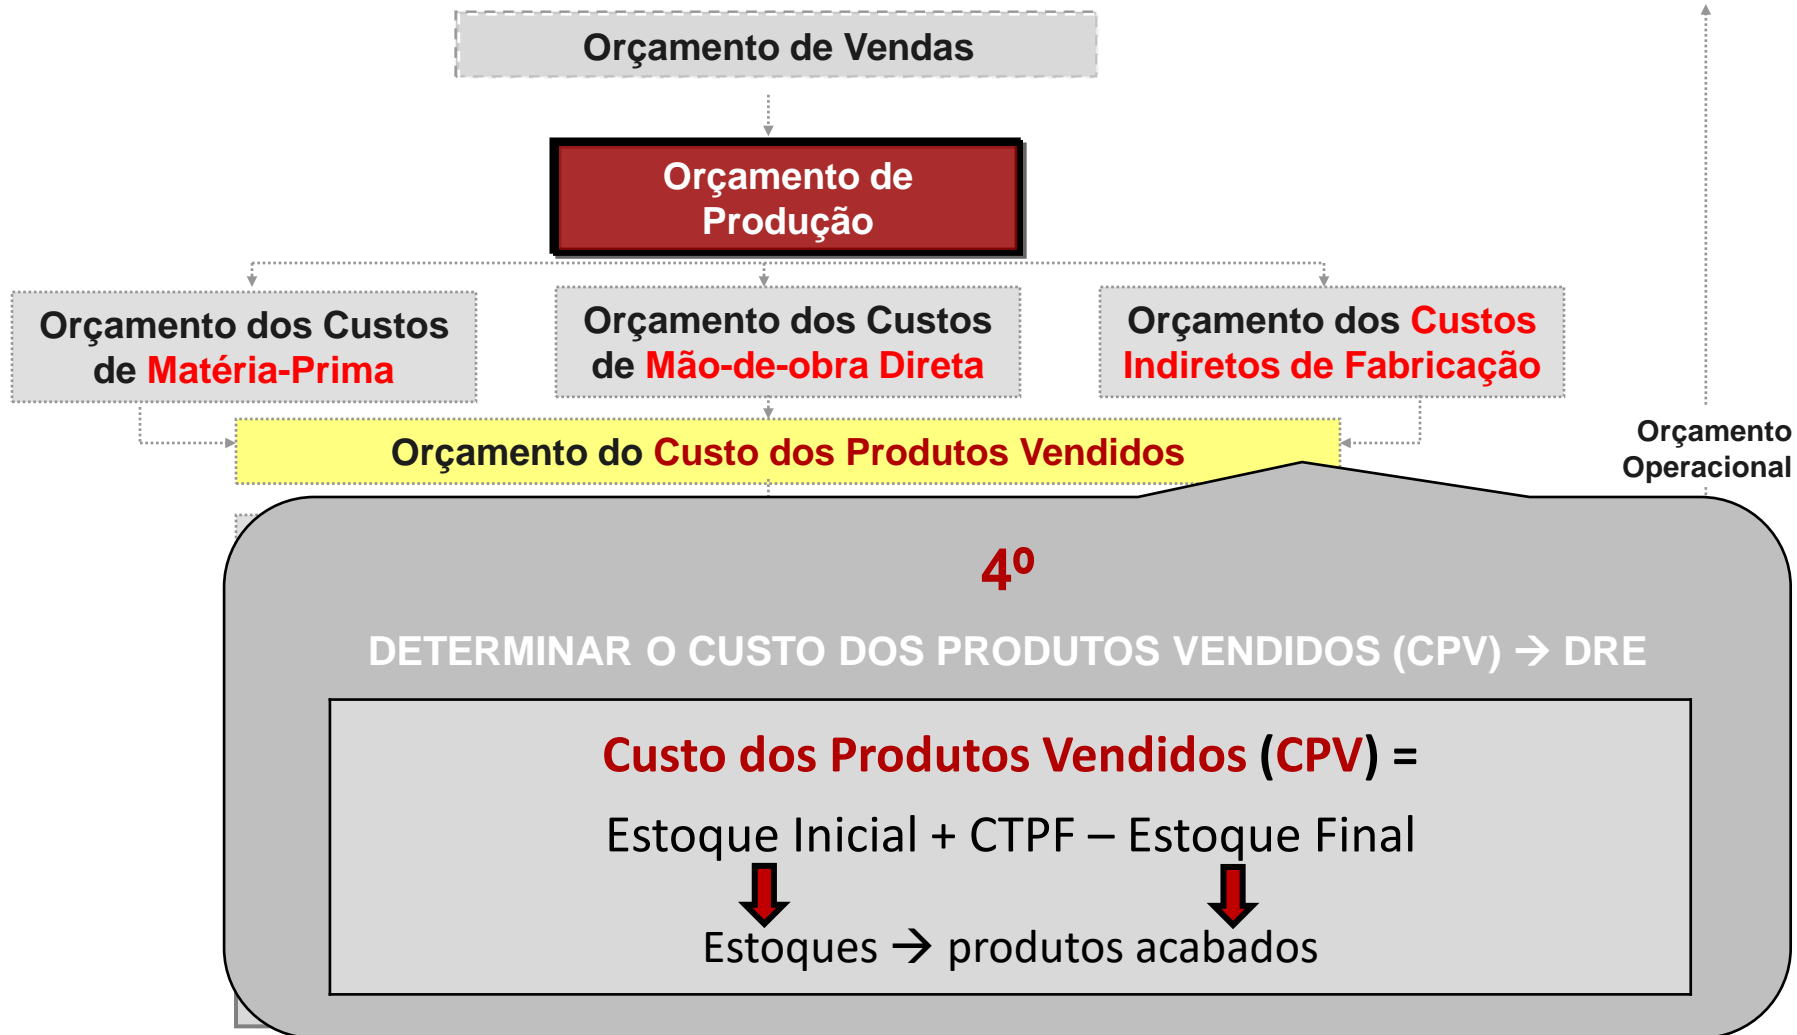 Orçamento de Vendas
Orçamento de
Produção
Orçamento dos Custos
de Matéria-Prima
Orçamento dos Custos
de Mão-de-obra Direta
Orçamento dos Custos
Indiretos de Fabricação
Orçamento do Custo dos Produtos Vendidos
Orçamento
Operacional
4º
DETERMINAR O CUSTO DOS PRODUTOS VENDIDOS (CPV) → DRE
Custo dos Produtos Vendidos (CPV) =
Estoque Inicial + CTPF – Estoque Final
Estoques → produtos acabados